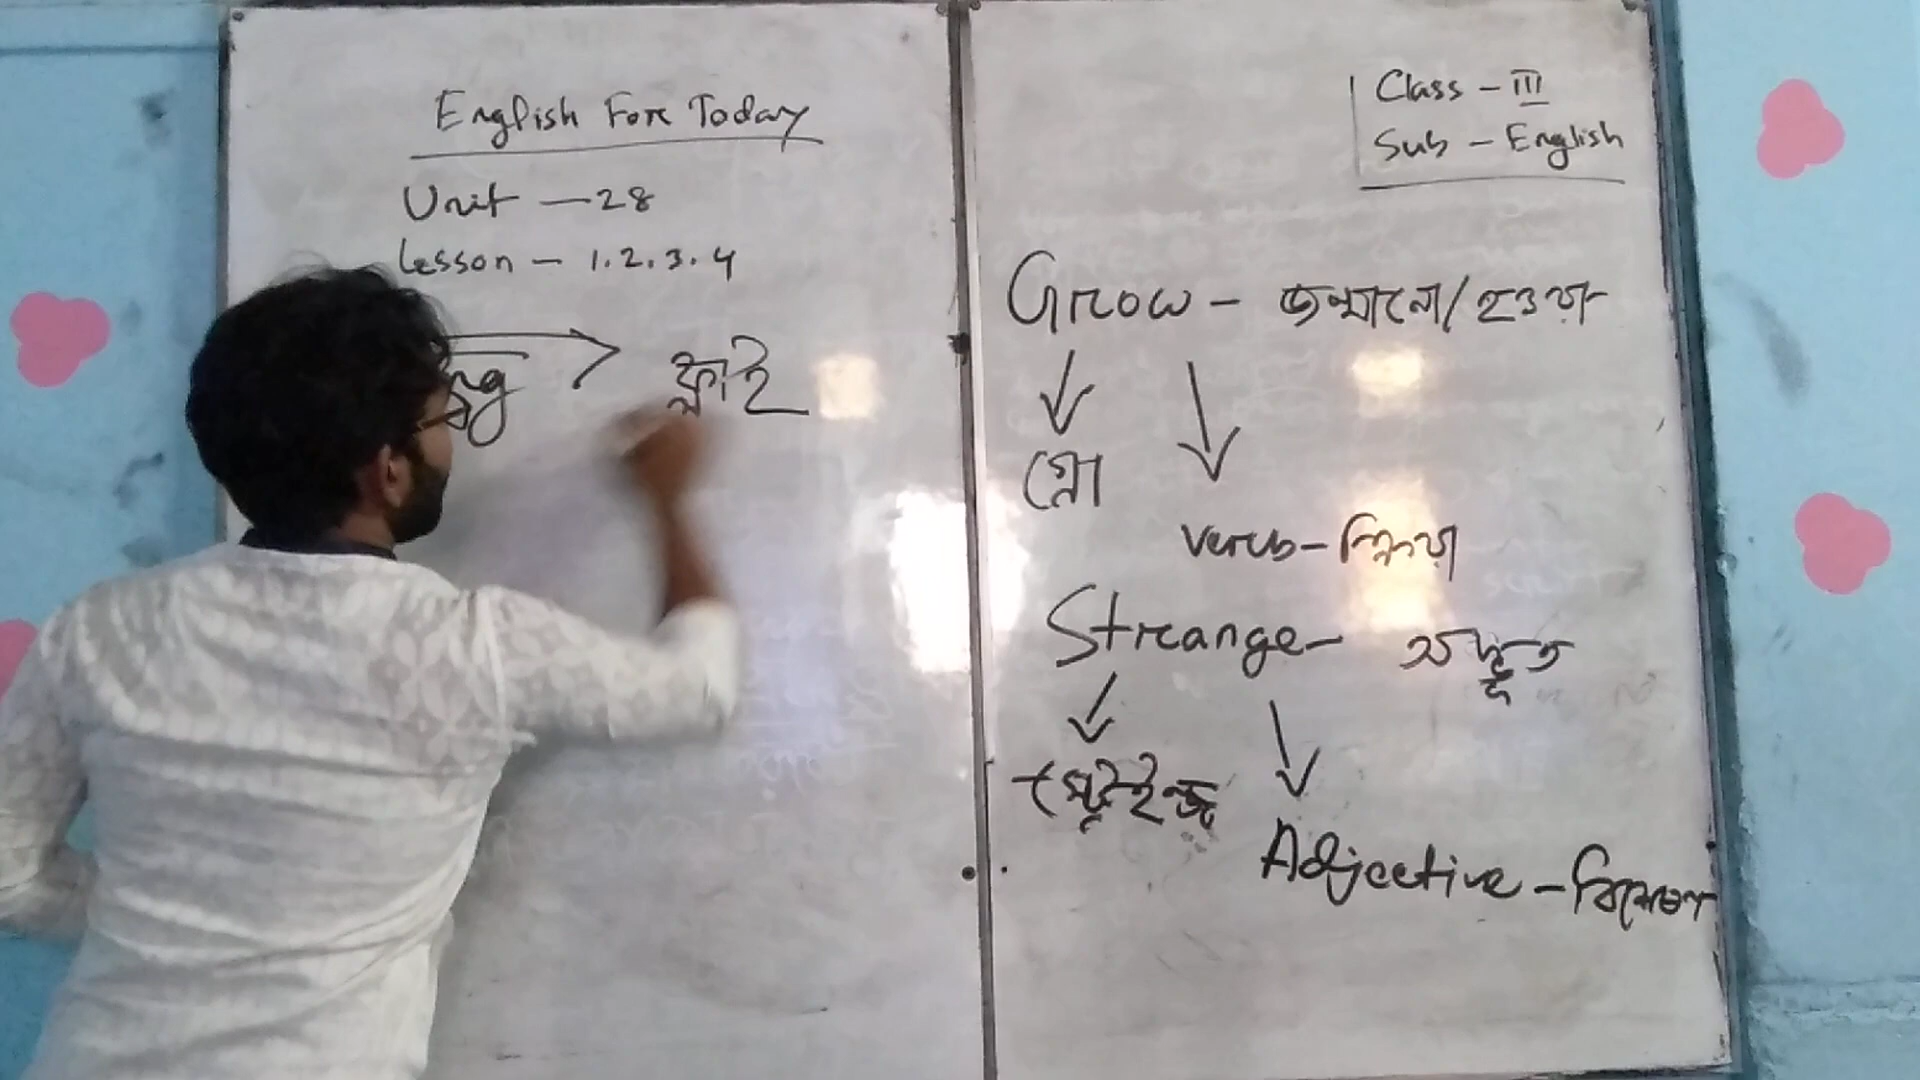 English For Today
Unit — 28
Lesson – 1.2.3.4
ফ্লাই
Class – III
Sub – English
Grow – জন্মানো/হওয়া
গ্রো
Verb – ক্রিয়া
Strange – অদ্ভূত
স্ট্রেইঞ্জ
Adjective – বিশেষণ